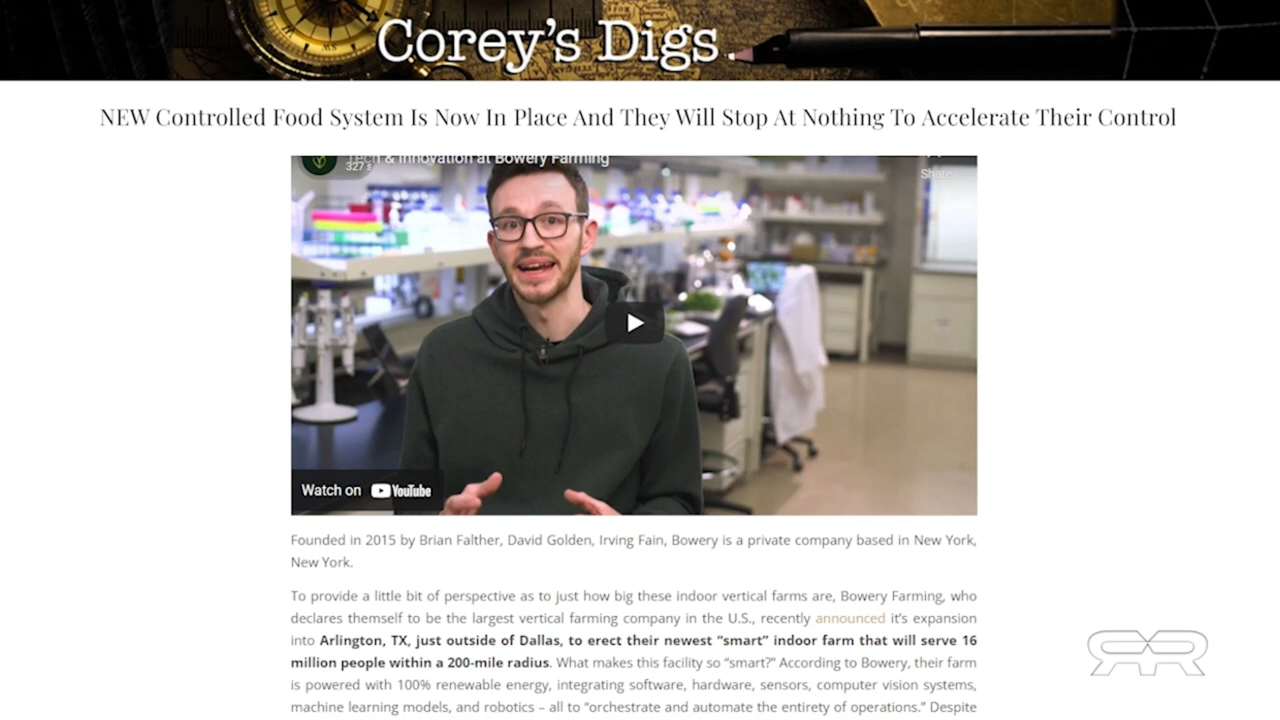 Corey's Digs
NEW Controlled Food System Is Now In Place And They Will Stop At Nothing To Accelerate Their Control
Tech & Innovation at Bowery Farming
327
Share
Watch on YouTube
Founded in 2015 by Brian Falther, David Golden, Irving Fain, Bowery is a private company based in New York,
New York.
To provide a little bit of perspective as to just how big these indoor vertical farms are, Bowery Farming, who
declares themself to be the largest vertical farming company in the U.S., recently announced it's expansion
into Arlington, TX, just outside of Dallas, to erect their newest “smart” indoor farm that will serve 16
million people within a 200-mile radius. What makes this facility so “smart?” According to Bowery, their farm
is powered with 100% renewable energy, integrating software, hardware, sensors, computer vision systems,
machine learning models, and robotics – all to “orchestrate and automate the entirety of operations.” Despite
RR